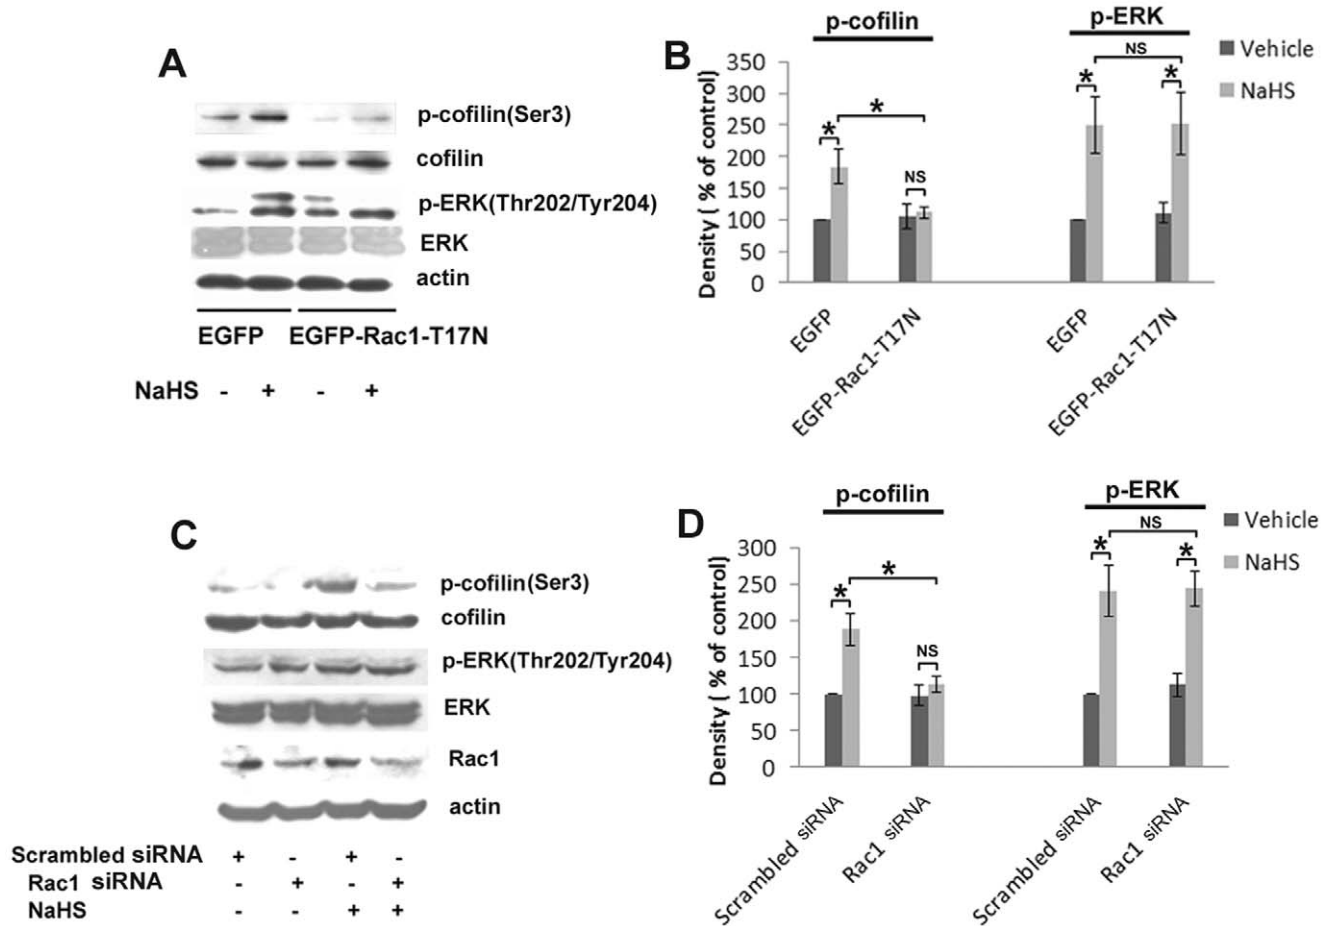 A
p-cofilin(Ser3)
cofilin
p-ERK(Thr202/Tyr204)
ERK
actin
EGFP EGFP-Rac1-T17N
NaHS - + - +
B
p-cofilin p-ERK
Vehicle
NaHS
Density ( % of control)
350
300
250
200
150
100
50
0
* * NS * NS *
EGFP EGFP-Rac1-T17N EGFP EGFP-Rac1-T17N
C
p-cofilin(Ser3)
cofilin
p-ERK(Thr202/Tyr204)
ERK
Rac1
actin
Scrambled siRNA + - + -
Rac1 siRNA - + - +
NaHS - - + +
D
p-cofilin p-ERK
Vehicle
NaHS
Density ( % of control)
300
250
200
150
100
50
0
* * NS * NS *
Scrambled siRNA Rac1 siRNA Scrambled siRNA Rac1 siRNA